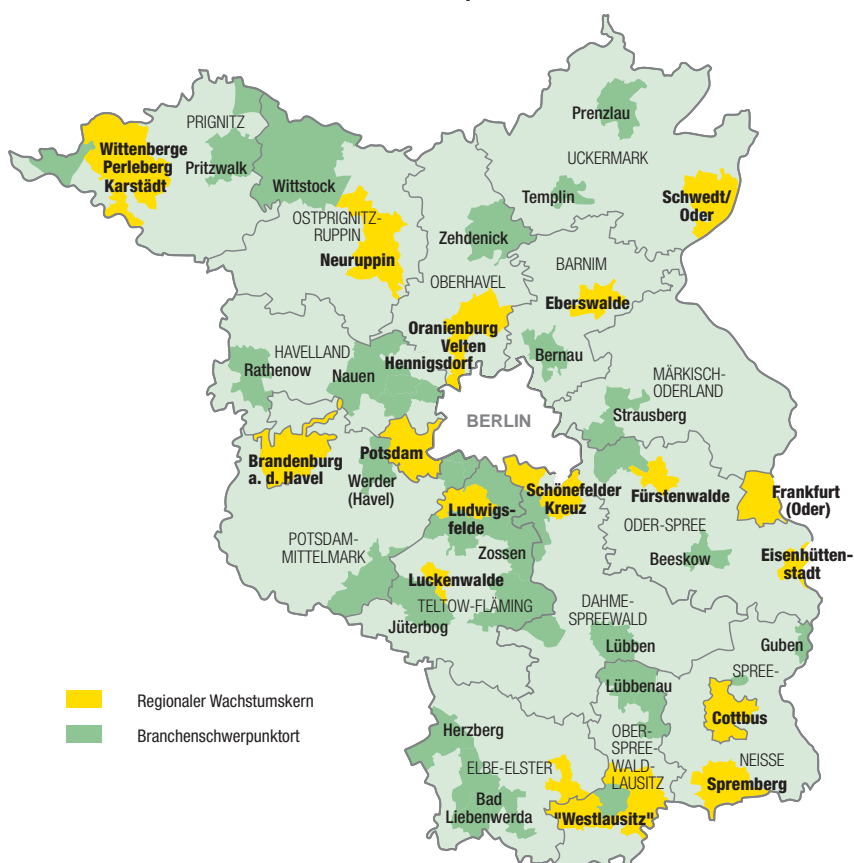 Prenzlau
PRIGNITZ
Wittenberge
Perleberg
Karstädt
Pritzwalk
Wittstock
UCKERMARK
Templin
Schwedt/
Oder
OSTPRIGNITZ-
RUPPIN
Neuruppin
Zehdenick
BARNIM
OBERHAVEL
Eberswalde
Oranienburg
Velten
Hennigsdorf
HAVELLAND
Rathenow
Nauen
Bernau
MÄRKISCH-
ODERLAND
Strausberg
BERLIN
Brandenburg
a. d. Havel
Potsdam
Werder
(Havel)
Schönefelder
Kreuz
Fürstenwalde
Frankfurt
(Oder)
Ludwigs-
felde
ODER-SPREE
POTSDAM-
MITTELMARK
Zossen
Beeskow
Eisenhütten-
stadt
Luckenwalde
TELTOW-FLÄMING
Jüterbog
DAHME-
SPREEWALD
Lübben
Guben
Lübbenau
SPREE-
Regionaler Wachstumskern
Branchenschwerpunktort
Cottbus
Herzberg
OBER-
SPREE-
WALD-
LAUSITZ
ELBE-ELSTER
NEISSE
Spremberg
Bad
Liebenwerda
"Westlausitz"